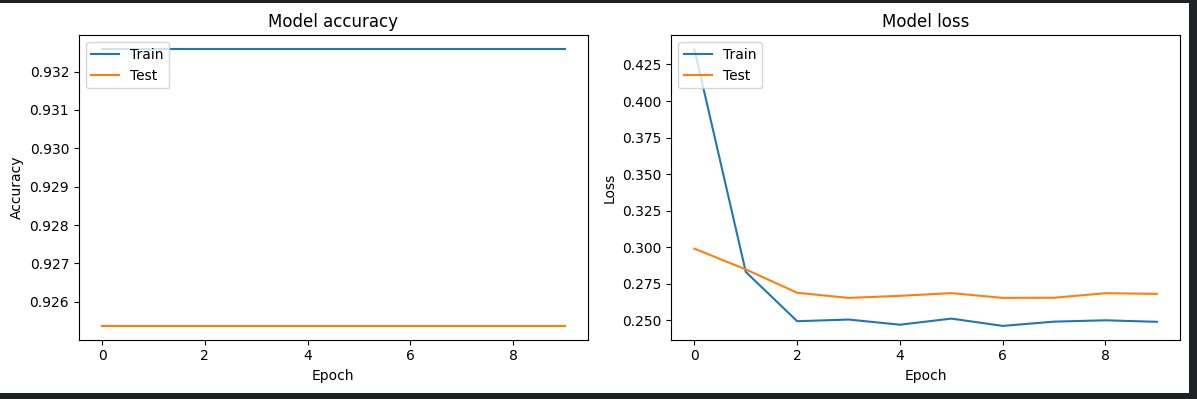 Model accuracy
Train
Test
0.932
0.931
0.930
0.929
0.928
0.927
0.926
Accuracy
0
2
4
6
8
Epoch
Model loss
Train
Test
0.425
0.400
0.375
0.350
0.325
0.300
0.275
0.250
Loss
0
2
4
6
8
Epoch